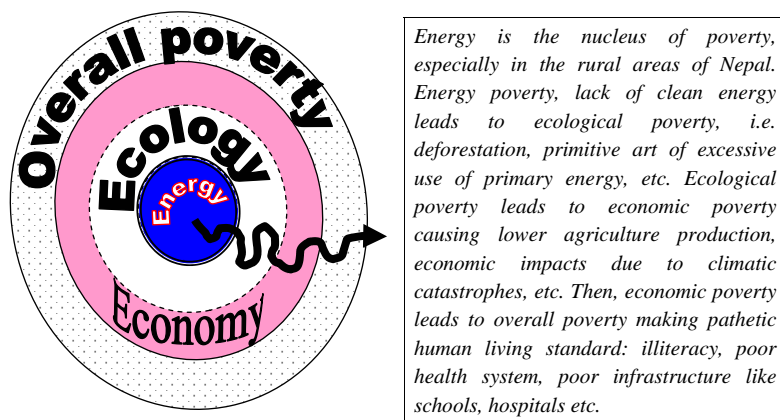 Overall poverty
Ecology
Energy
Economy
Energy is the nucleus of poverty,
especially in the rural areas of Nepal.
Energy poverty, lack of clean energy
leads to ecological poverty, i.e.
deforestation, primitive art of excessive
use of primary energy, etc. Ecological
poverty leads to economic poverty
causing lower agriculture production,
economic impacts due to climatic
catastrophes, etc. Then, economic poverty
leads to overall poverty making pathetic
human living standard: illiteracy, poor
health system, poor infrastructure like
schools, hospitals etc.